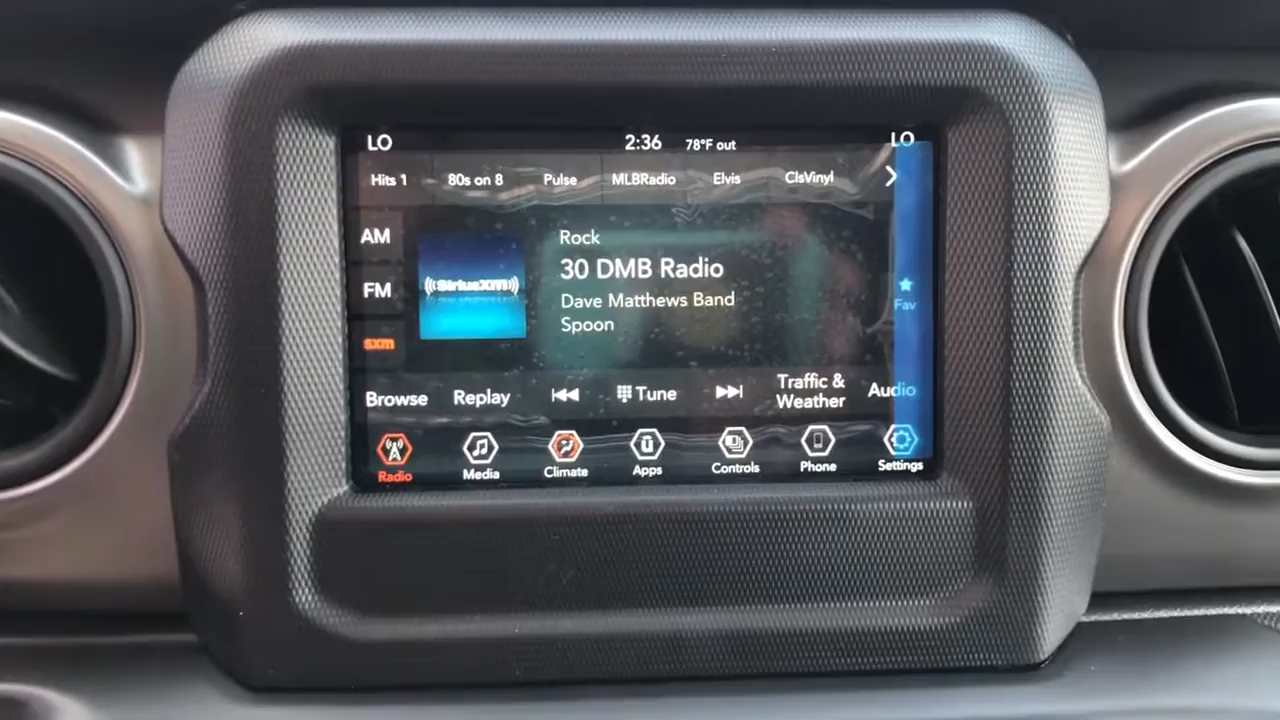 LO 2:36 78°F out LO
Hits 1 80s on 8 Pulse MLBRadio Elvis ClsVinyl
AM
FM
sxm
((SiriusXM))
Rock
30 DMB Radio
Dave Matthews Band
Spoon
Fav
Browse Replay Tune Traffic & Weather Audio
Radio Media Climate Apps Controls Phone Settings